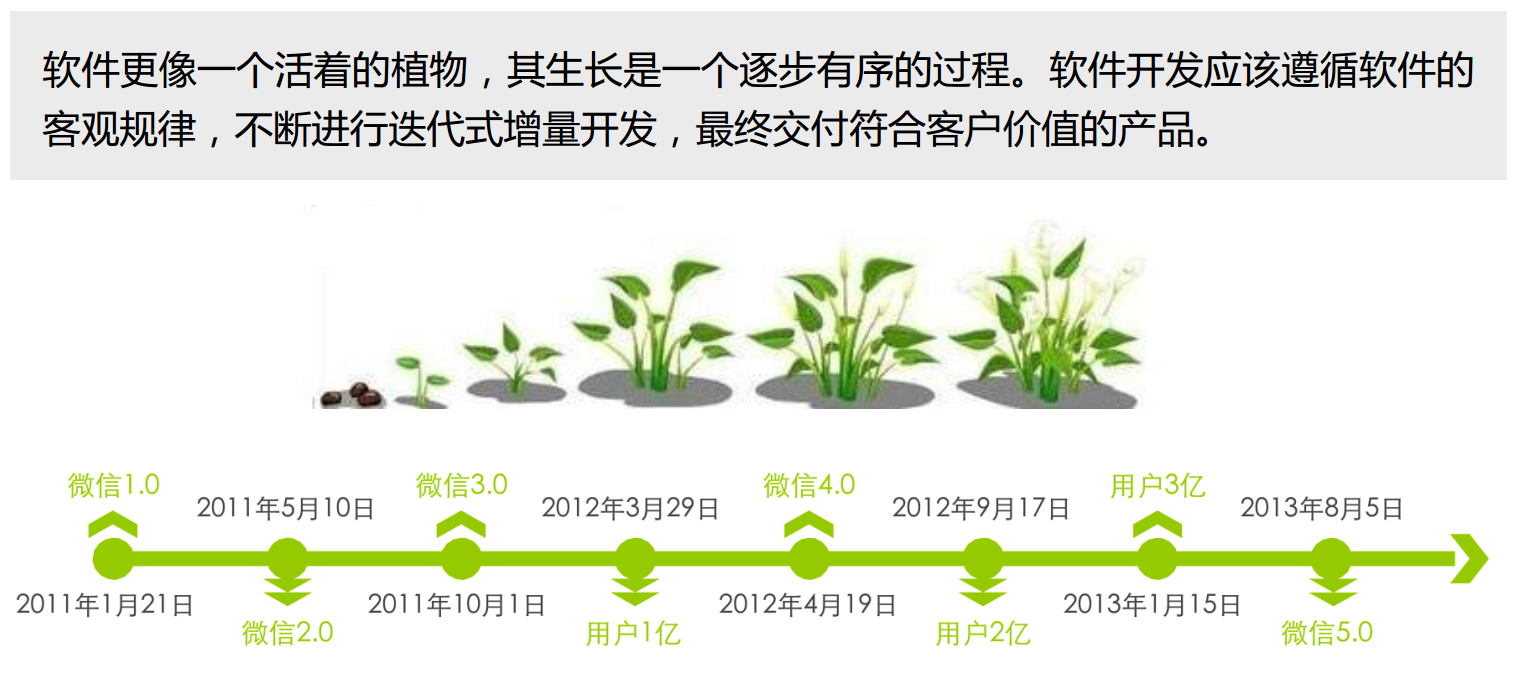 软件更像一个活着的植物，其生长是一个逐步有序的过程。软件开发应该遵循软件的
客观规律，不断进行迭代式增量开发，最终交付符合客户价值的产品。
微信1.0
2011年1月21日
2011年5月10日
微信2.0
微信3.0
2011年10月1日
2012年3月29日
用户1亿
微信4.0
2012年4月19日
2012年9月17日
用户2亿
用户3亿
2013年1月15日
2013年8月5日
微信5.0